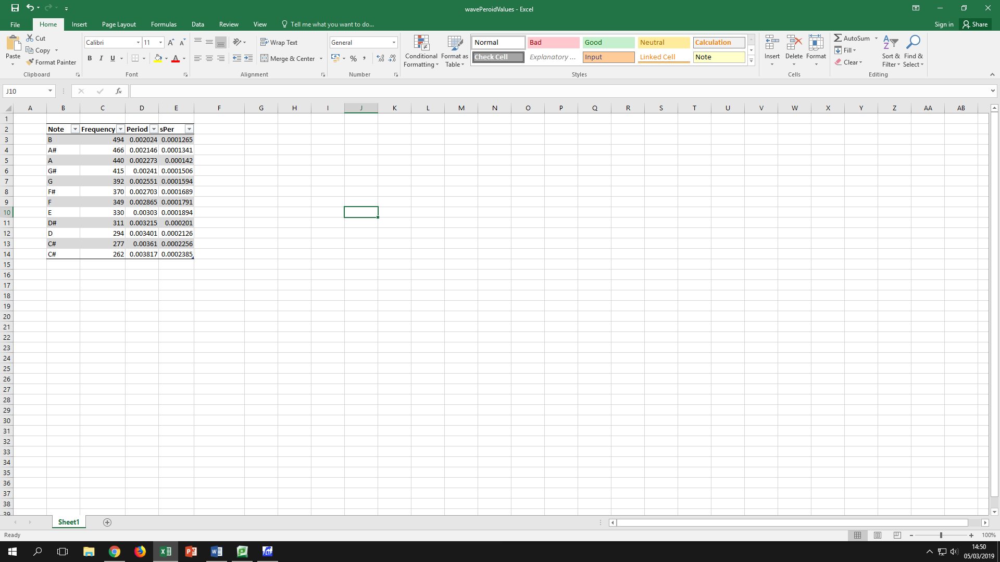 wavePeroidValues - Excel
File Home Insert Page Layout Formulas Data Review View Tell me what you want to do... Sign in Share
Paste Cut Copy Format Painter Clipboard
Calibri 11 B I U A Font
Wrap Text Merge & Center Alignment
General % , Number
Conditional Formatting Format as Table
Normal Bad Good Neutral Calculation
Check Cell Explanatory ... Input Linked Cell Note
Styles
Insert Delete Format Cells
AutoSum Fill Clear Sort & Filter Find & Select Editing
J10 fx
A B C D E F G H I J K L M N O P Q R S T U V W X Y Z AA AB
1
2 Note Frequency Period sPer
3 B 494 0.002024 0.0001265
4 A# 466 0.002146 0.0001341
5 A 440 0.002273 0.000142
6 G# 415 0.00241 0.0001506
7 G 392 0.002551 0.0001594
8 F# 370 0.002703 0.0001689
9 F 349 0.002865 0.0001791
10 E 330 0.00303 0.0001894
11 D# 311 0.003215 0.000201
12 D 294 0.003401 0.0002126
13 C# 277 0.00361 0.0002256
14 C# 262 0.003817 0.0002385
15
16
17
18
19
20
21
22
23
24
25
26
27
28
29
30
31
32
33
34
35
36
37
38
39
Sheet1
Ready 100%
FLIP
14:50
05/03/2019